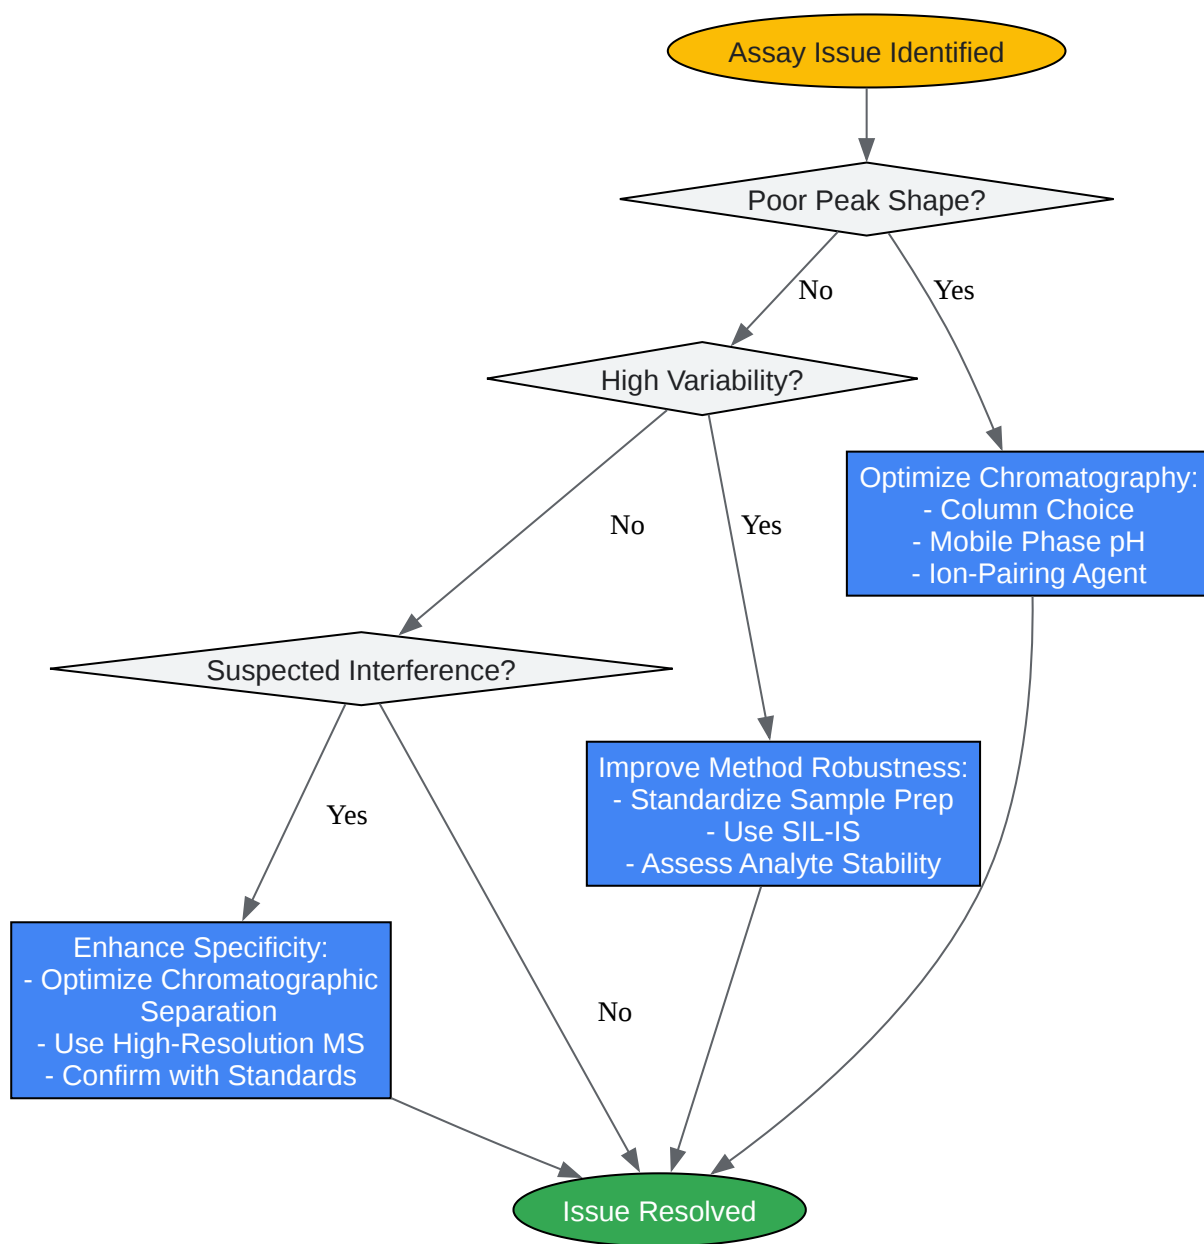 Assay Issue Identified
Poor Peak Shape?
No
Yes
High Variability?
Optimize Chromatography:
- Column Choice
- Mobile Phase pH
- Ion-Pairing Agent
No
Yes
Suspected Interference?
Improve Method Robustness:
- Standardize Sample Prep
- Use SIL-IS
- Assess Analyte Stability
Yes
Enhance Specificity:
- Optimize Chromatographic
Separation
- Use High-Resolution MS
- Confirm with Standards
No
Issue Resolved